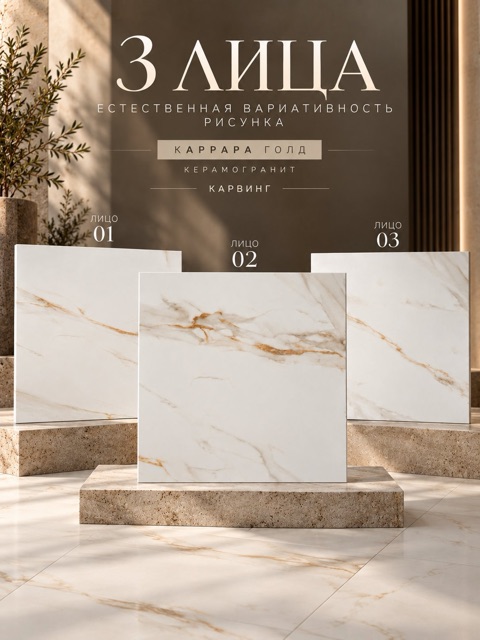 3 ЛИЦА
ЕСТЕСТВЕННАЯ ВАРИАТИВНОСТЬ
РИСУНКА
КАРРАРА ГОЛД
КЕРАМОГРАНИТ
КАРВИНГ
ЛИЦО
01
ЛИЦО
02
ЛИЦО
03